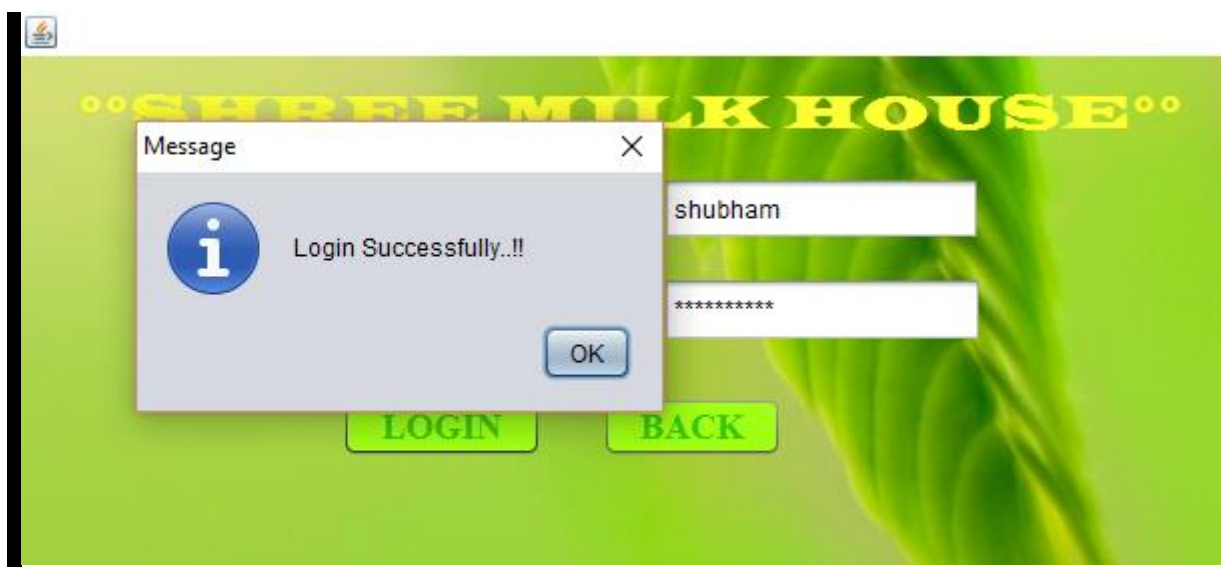 °°SHREE MILK HOUSE°°
Message
shubham
Login Successfully..!!
**********
OK
LOGIN
BACK